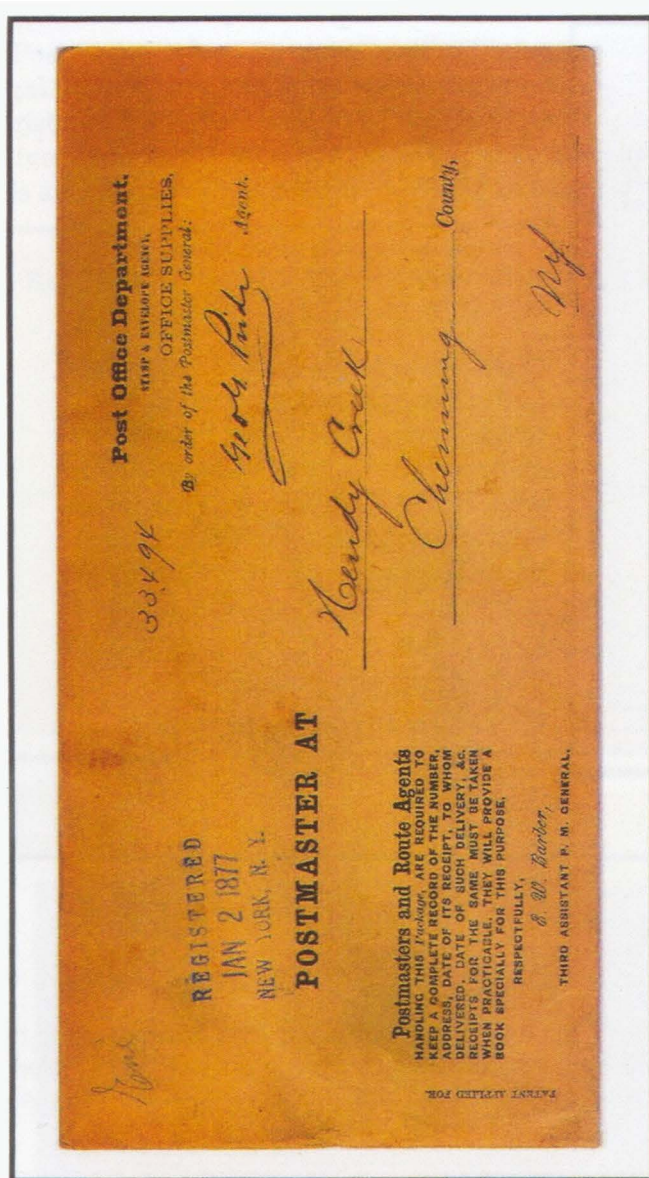 Post Office Department.
STAMP & ENVELOPE AGENCY,
OFFICE SUPPLIES,
By order of the Postmaster General:
Geo. H.
Agent.
33494
REGISTERED
JAN 2 1877
NEW YORK, N. Y.
POSTMASTER AT
Hendy Creek
Chemung County,
NY
Postmasters and Route Agents
HANDLING THIS Package, ARE REQUIRED TO
KEEP A COMPLETE RECORD OF THE NUMBER,
ADDRESS, DATE OF ITS RECEIPT, TO WHOM
DELIVERED, DATE OF SUCH DELIVERY, &c.
RECEIPTS FOR THE SAME MUST BE TAKEN
WHEN PRACTICABLE. THEY WILL PROVIDE A
BOOK SPECIALLY FOR THIS PURPOSE.
RESPECTFULLY,
E. W. Barber,
THIRD ASSISTANT P. M. GENERAL.
PATENT APPLIED FOR.